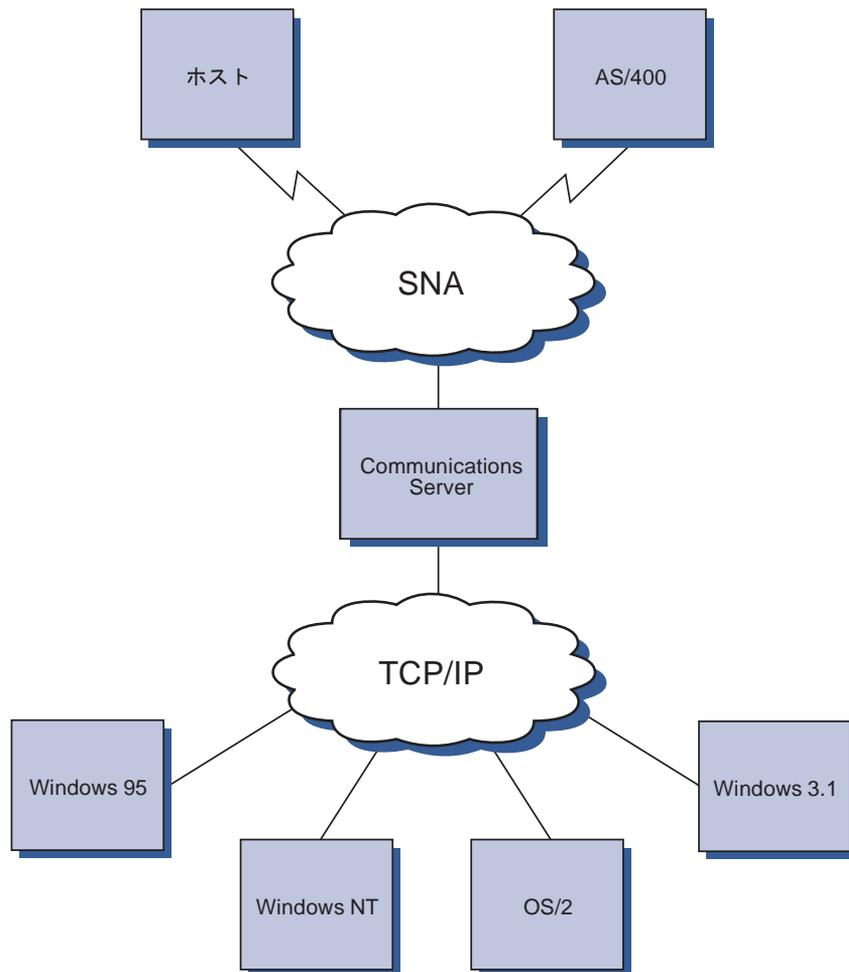 ホスト
AS/400
SNA
Communications
Server
TCP/IP
Windows 95
Windows 3.1
Windows NT
OS/2